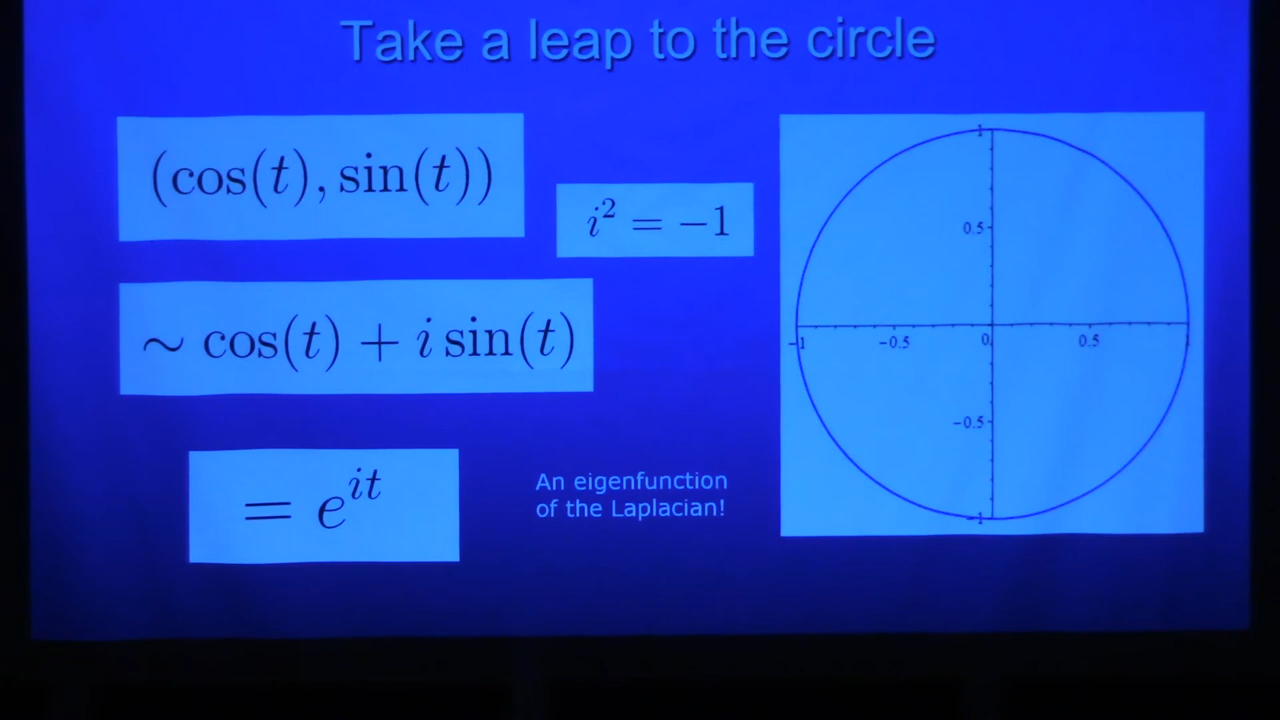 Take a leap to the circle
(cos(t), sin(t))
i² = −1
∼ cos(t) + i sin(t)
= e^{it}
An eigenfunction
of the Laplacian!
1
0.5
−1
−0.5
0.
0.5
1
−0.5
−1